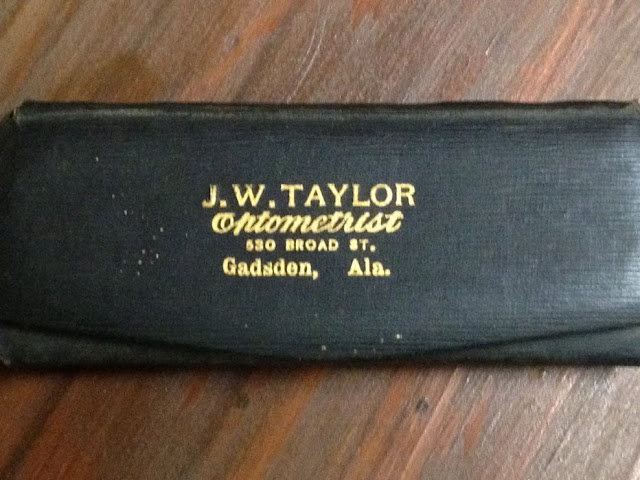 J. W. TAYLOR
Optometrist
530 BROAD ST.
Gadsden, Ala.